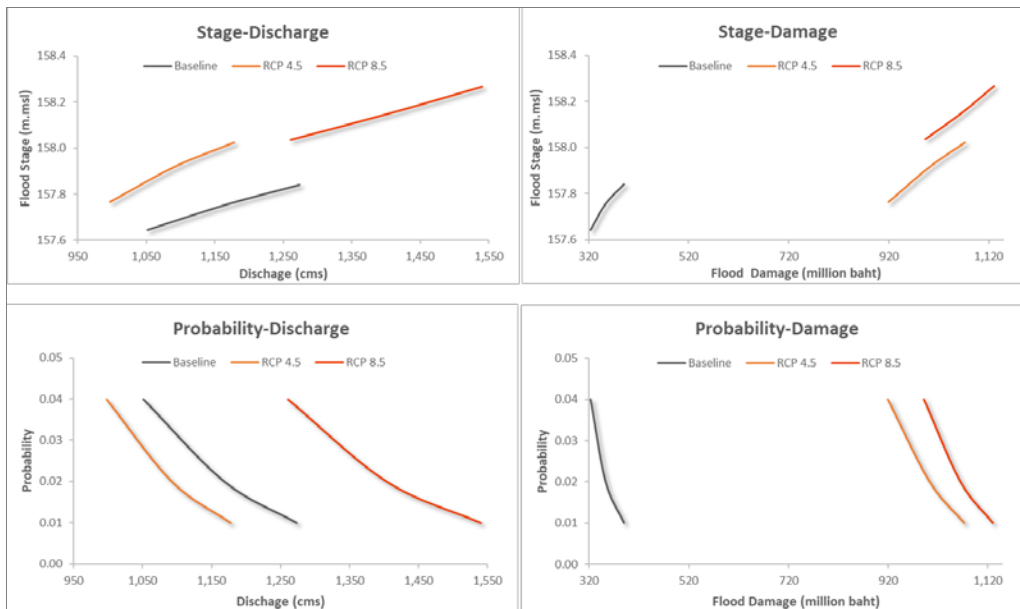 Stage-Discharge
Baseline RCP 4.5 RCP 8.5
158.4
158.2
158.0
157.8
157.6
Flood Stage (m.msl)
950 1,050 1,150 1,250 1,350 1,450 1,550
Dischage (cms)
Stage-Damage
Baseline RCP 4.5 RCP 8.5
158.4
158.2
158.0
157.8
157.6
Flood Stage (m.msl)
320 520 720 920 1,120
Flood Damage (million baht)
Probability-Discharge
Baseline RCP 4.5 RCP 8.5
0.05
0.04
0.03
0.02
0.01
0.00
Probability
950 1,050 1,150 1,250 1,350 1,450 1,550
Dischage (cms)
Probability-Damage
Baseline RCP 4.5 RCP 8.5
0.05
0.04
0.03
0.02
0.01
0.00
Probability
320 520 720 920 1,120
Flood Damage (million baht)